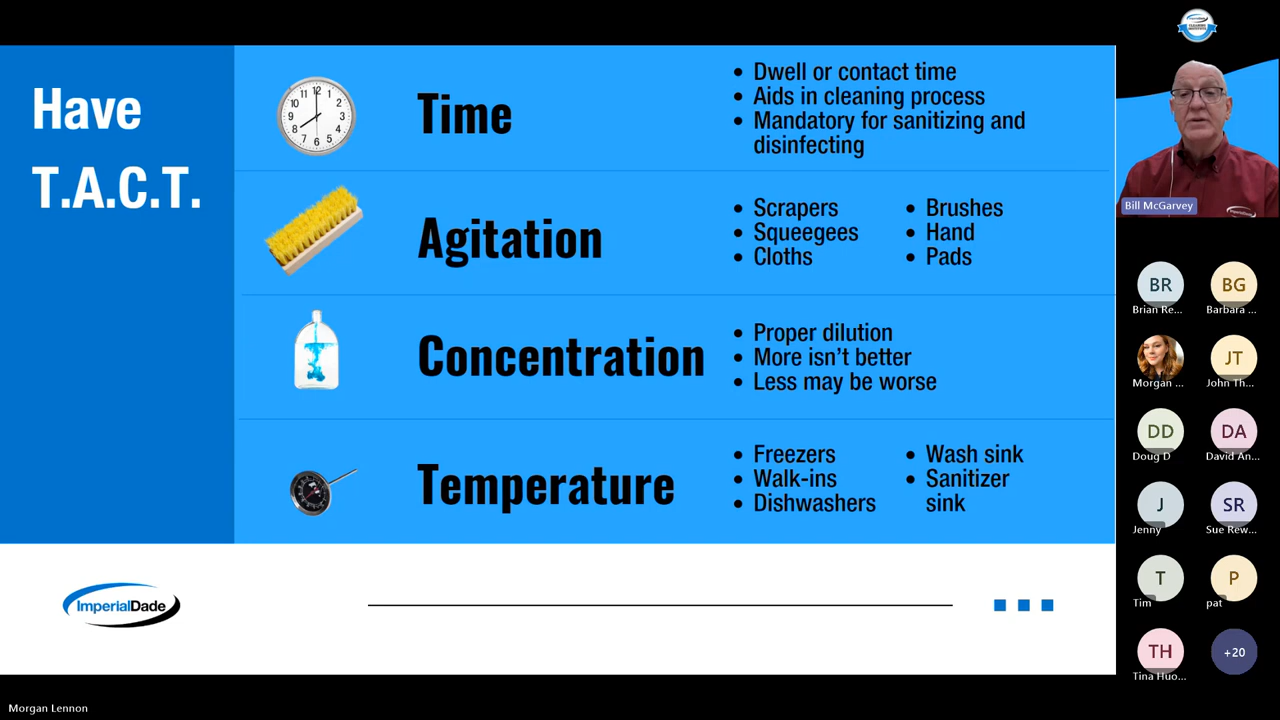 Have
T.A.C.T.
Time
• Dwell or contact time
• Aids in cleaning process
• Mandatory for sanitizing and
disinfecting
Agitation
• Scrapers
• Squeegees
• Cloths
• Brushes
• Hand
• Pads
Concentration
• Proper dilution
• More isn’t better
• Less may be worse
Temperature
• Freezers
• Walk-ins
• Dishwashers
• Wash sink
• Sanitizer
sink
ImperialDade
Bill McGarvey
BR
Brian Re...
BG
Barbara ...
Morgan ...
JT
John Th...
DD
Doug D
DA
David An...
J
Jenny
SR
Sue Rew...
T
Tim
P
pat
TH
Tina Huo...
+20
Morgan Lennon